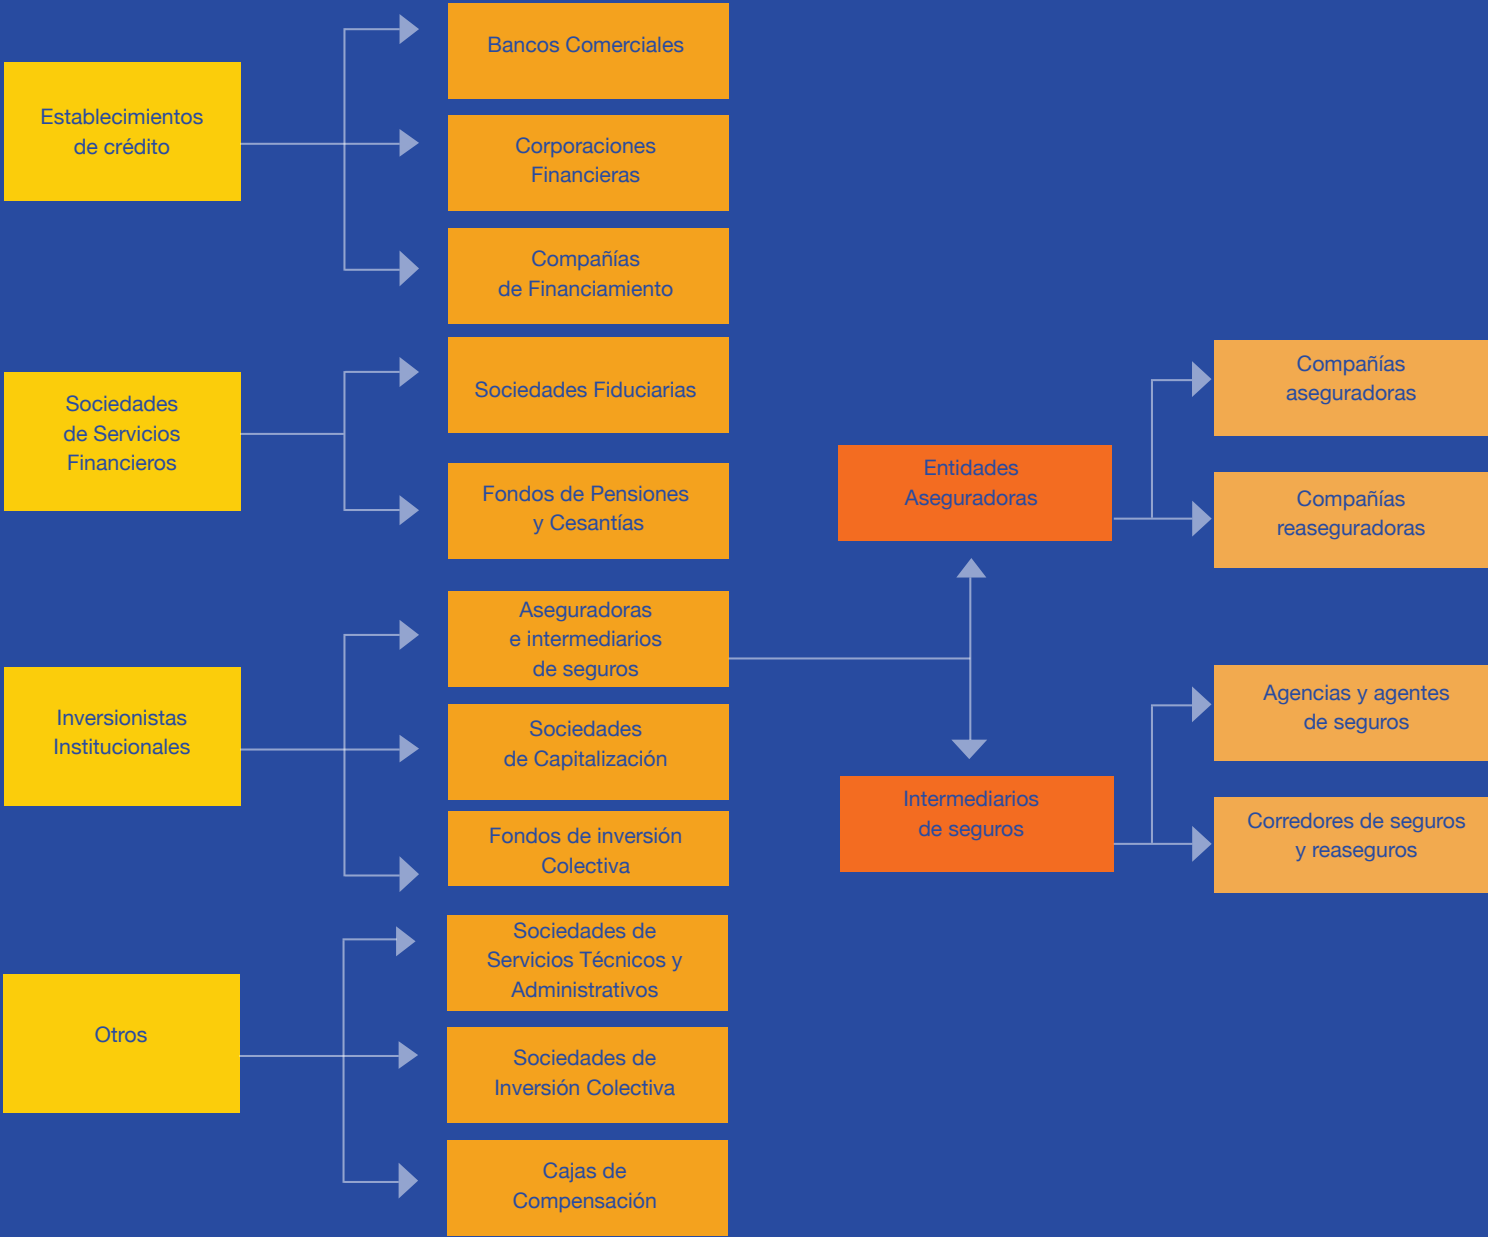 Establecimientos
de crédito
Bancos Comerciales
Corporaciones
Financieras
Compañías
de Financiamiento
Sociedades
de Servicios
Financieros
Sociedades Fiduciarias
Fondos de Pensiones
y Cesantías
Inversionistas
Institucionales
Aseguradoras
e intermediarios
de seguros
Sociedades
de Capitalización
Fondos de inversión
Colectiva
Entidades
Aseguradoras
Compañías
aseguradoras
Compañías
reaseguradoras
Intermediarios
de seguros
Agencias y agentes
de seguros
Corredores de seguros
y reaseguros
Otros
Sociedades de
Servicios Técnicos y
Administrativos
Sociedades de
Inversión Colectiva
Cajas de
Compensación